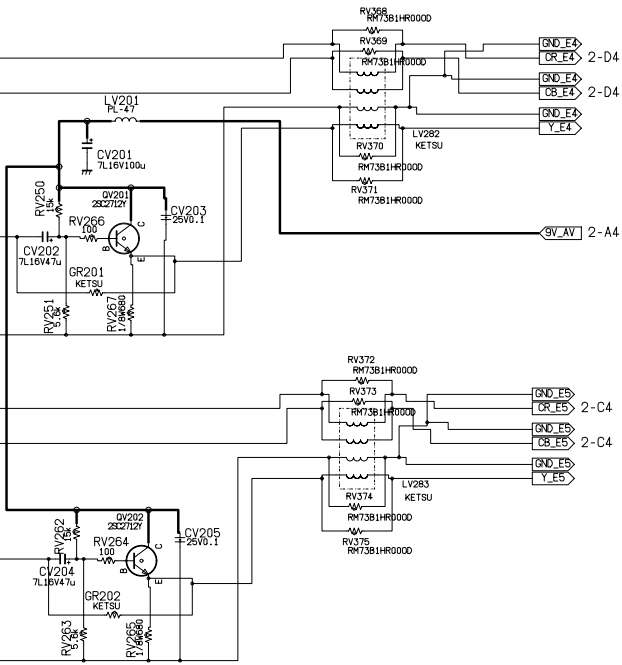 RV368
RM73B1HR000D
RV369
RM73B1HR000D
GND_E4
CR_E4 2-D4
GND_E4
CB_E4 2-D4
GND_E4
Y_E4
LV282
KETSU
RV370
RM73B1HR000D
RV371
RM73B1HR000D
LV201
PL-47
CV201
7L16V100u
RV250
15k
QV201
2SC2712Y
C
B
E
RV266
100
CV203
25V0.1
9V_AV 2-A4
CV202
7L16V47u
GR201
KETSU
RV251
5.6k
RV267
1/8W680
RV372
RM73B1HR000D
RV373
RM73B1HR000D
GND_E5
CR_E5 2-C4
GND_E5
CB_E5 2-C4
GND_E5
Y_E5
LV283
KETSU
RV374
RM73B1HR000D
RV375
RM73B1HR000D
QV202
2SC2712Y
C
B
E
RV262
15k
RV264
100
CV205
25V0.1
CV204
7L16V47u
GR202
KETSU
RV263
5.6k
RV265
1/8W680